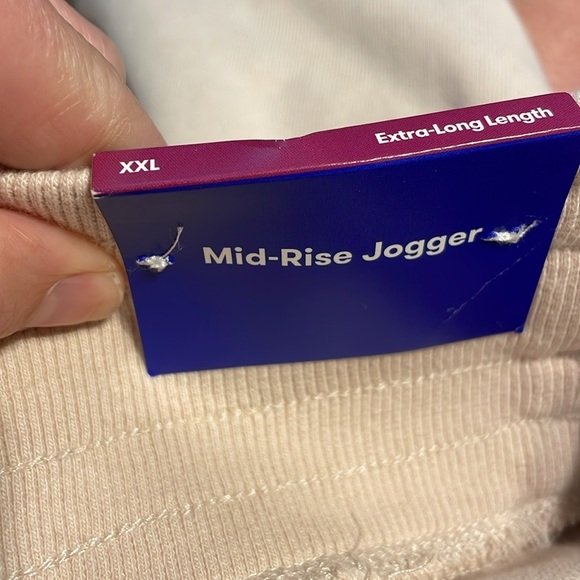 XXL Extra-Long Length
Mid-Rise Jogger